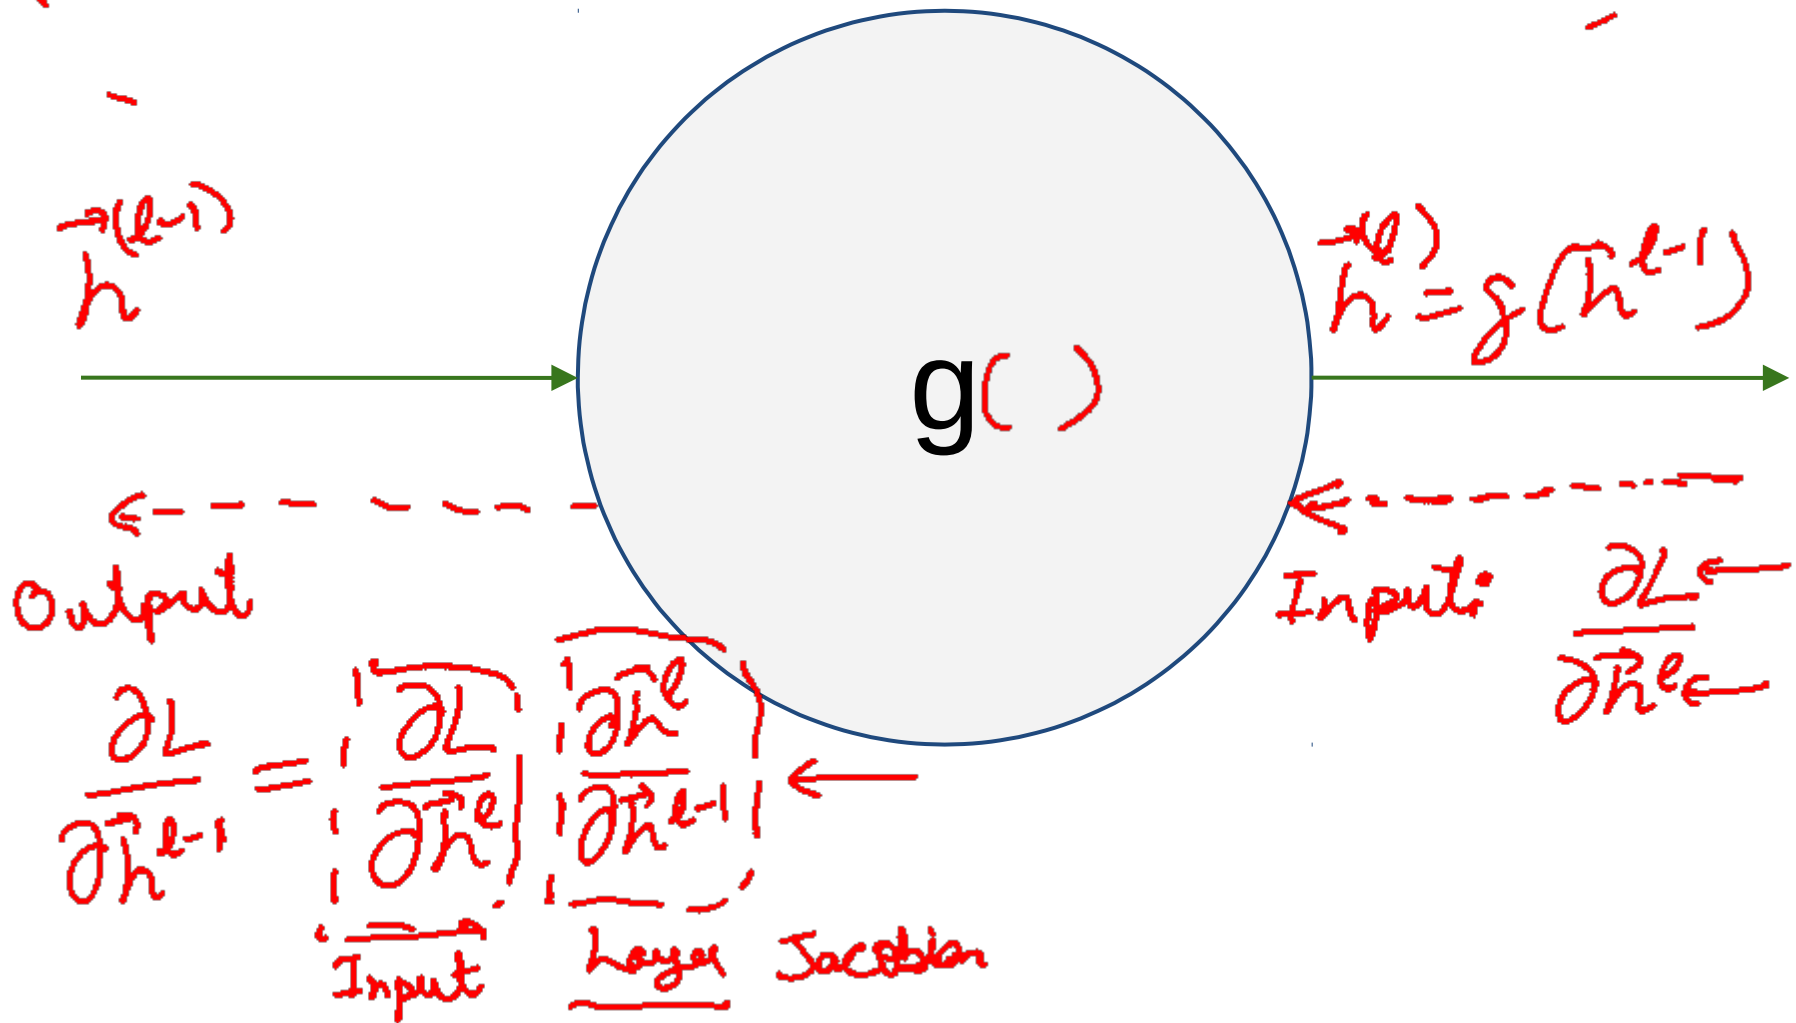 h⃗^(l-1)
h⃗^(l) = g(h⃗^l-1)
g( )
Output
Input:
∂L/∂h⃗^l
∂L/∂h⃗^l-1 = ∂L/∂h⃗^l ∂h⃗^l/∂h⃗^l-1
Input Layer Jacobian